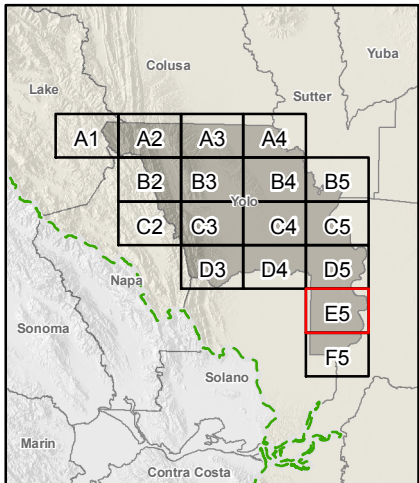 Yuba
Colusa
Lake
Sutter
A1 A2 A3 A4
B2 B3 B4 B5
Yolo
C2 C3 C4 C5
D3 D4 D5
Napa
E5
Sonoma
F5
Solano
Marin
Contra Costa